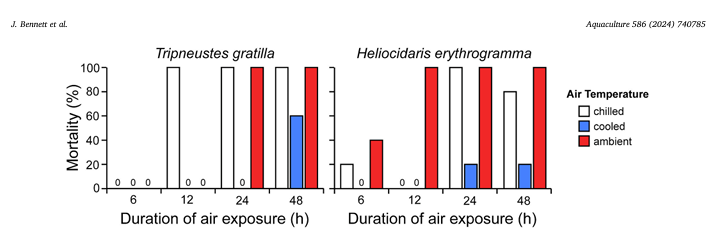 J. Bennett et al.
Aquaculture 586 (2024) 740785
Tripneustes gratilla
Heliocidaris erythrogramma
Mortality (%)
100
80
60
40
20
0
0 0 0
0 0
0
0
0 0
6 12 24 48
6 12 24 48
Duration of air exposure (h)
Duration of air exposure (h)
Air Temperature
chilled
cooled
ambient